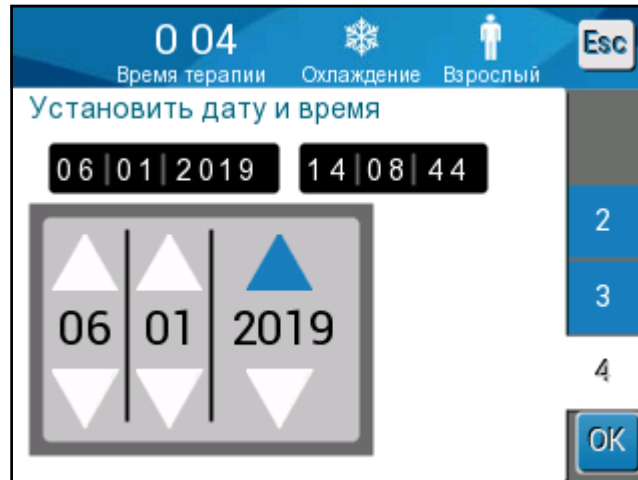 0 04
Время терапии
Охлаждение
Взрослый
Esc
Установить дату и время
06|01|2019
14|08|44
2
06 01 2019
3
4
OK